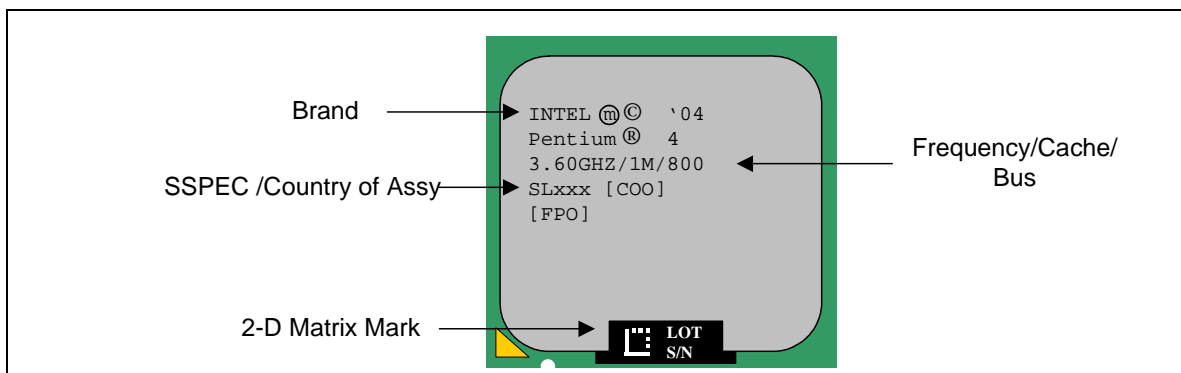 Brand
INTEL ⓜ© ‘04
Pentium® 4
3.60GHZ/1M/800
Frequency/Cache/
Bus
SSPEC /Country of Assy
SLxxx [COO]
[FPO]
2-D Matrix Mark
LOT
S/N